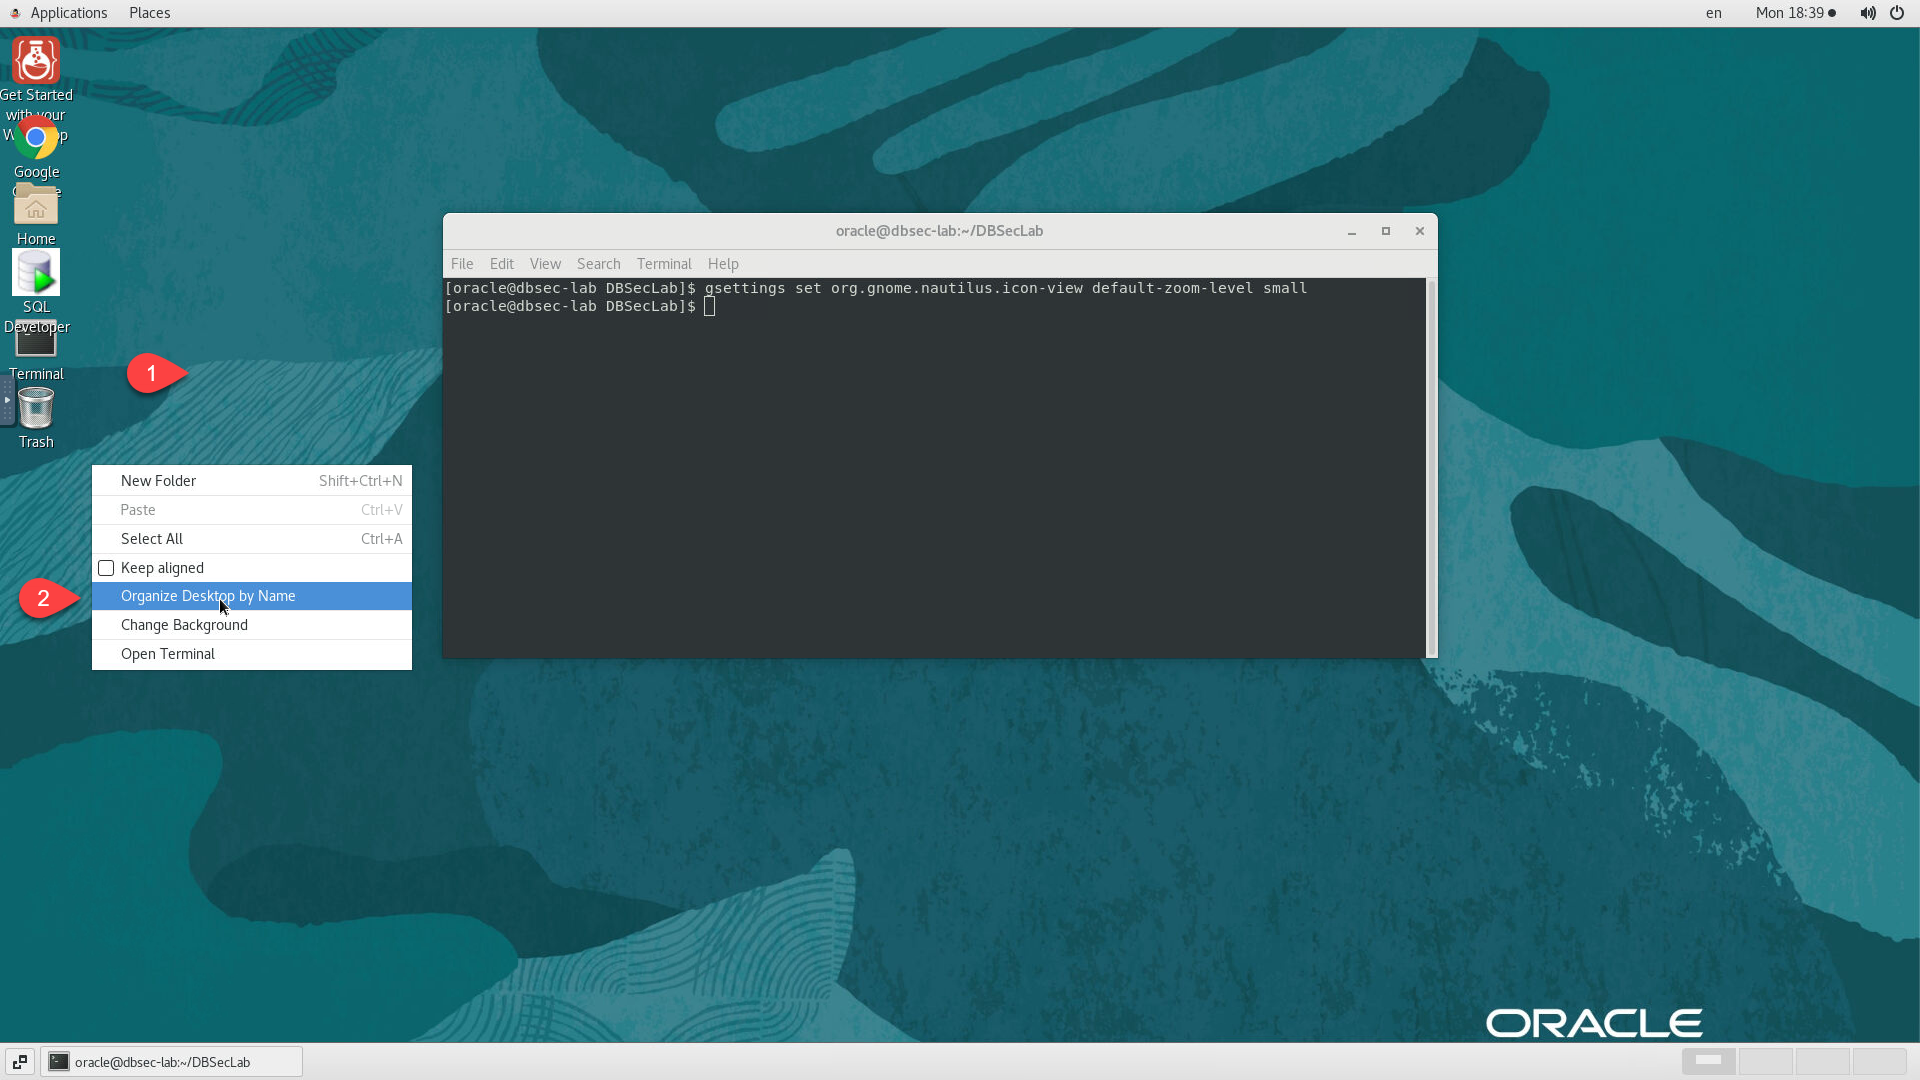 Applications Places en Mon 18:39
Get Started
with your
W p
Google
Home
SQL
Developer
Terminal
Trash
1
New Folder Shift+Ctrl+N
Paste Ctrl+V
Select All Ctrl+A
Keep aligned
2
Organize Desktop by Name
Change Background
Open Terminal
oracle@dbsec-lab:~/DBSecLab
File Edit View Search Terminal Help
[oracle@dbsec-lab DBSecLab]$ gsettings set org.gnome.nautilus.icon-view default-zoom-level small
[oracle@dbsec-lab DBSecLab]$
ORACLE
oracle@dbsec-lab:~/DBSecLab